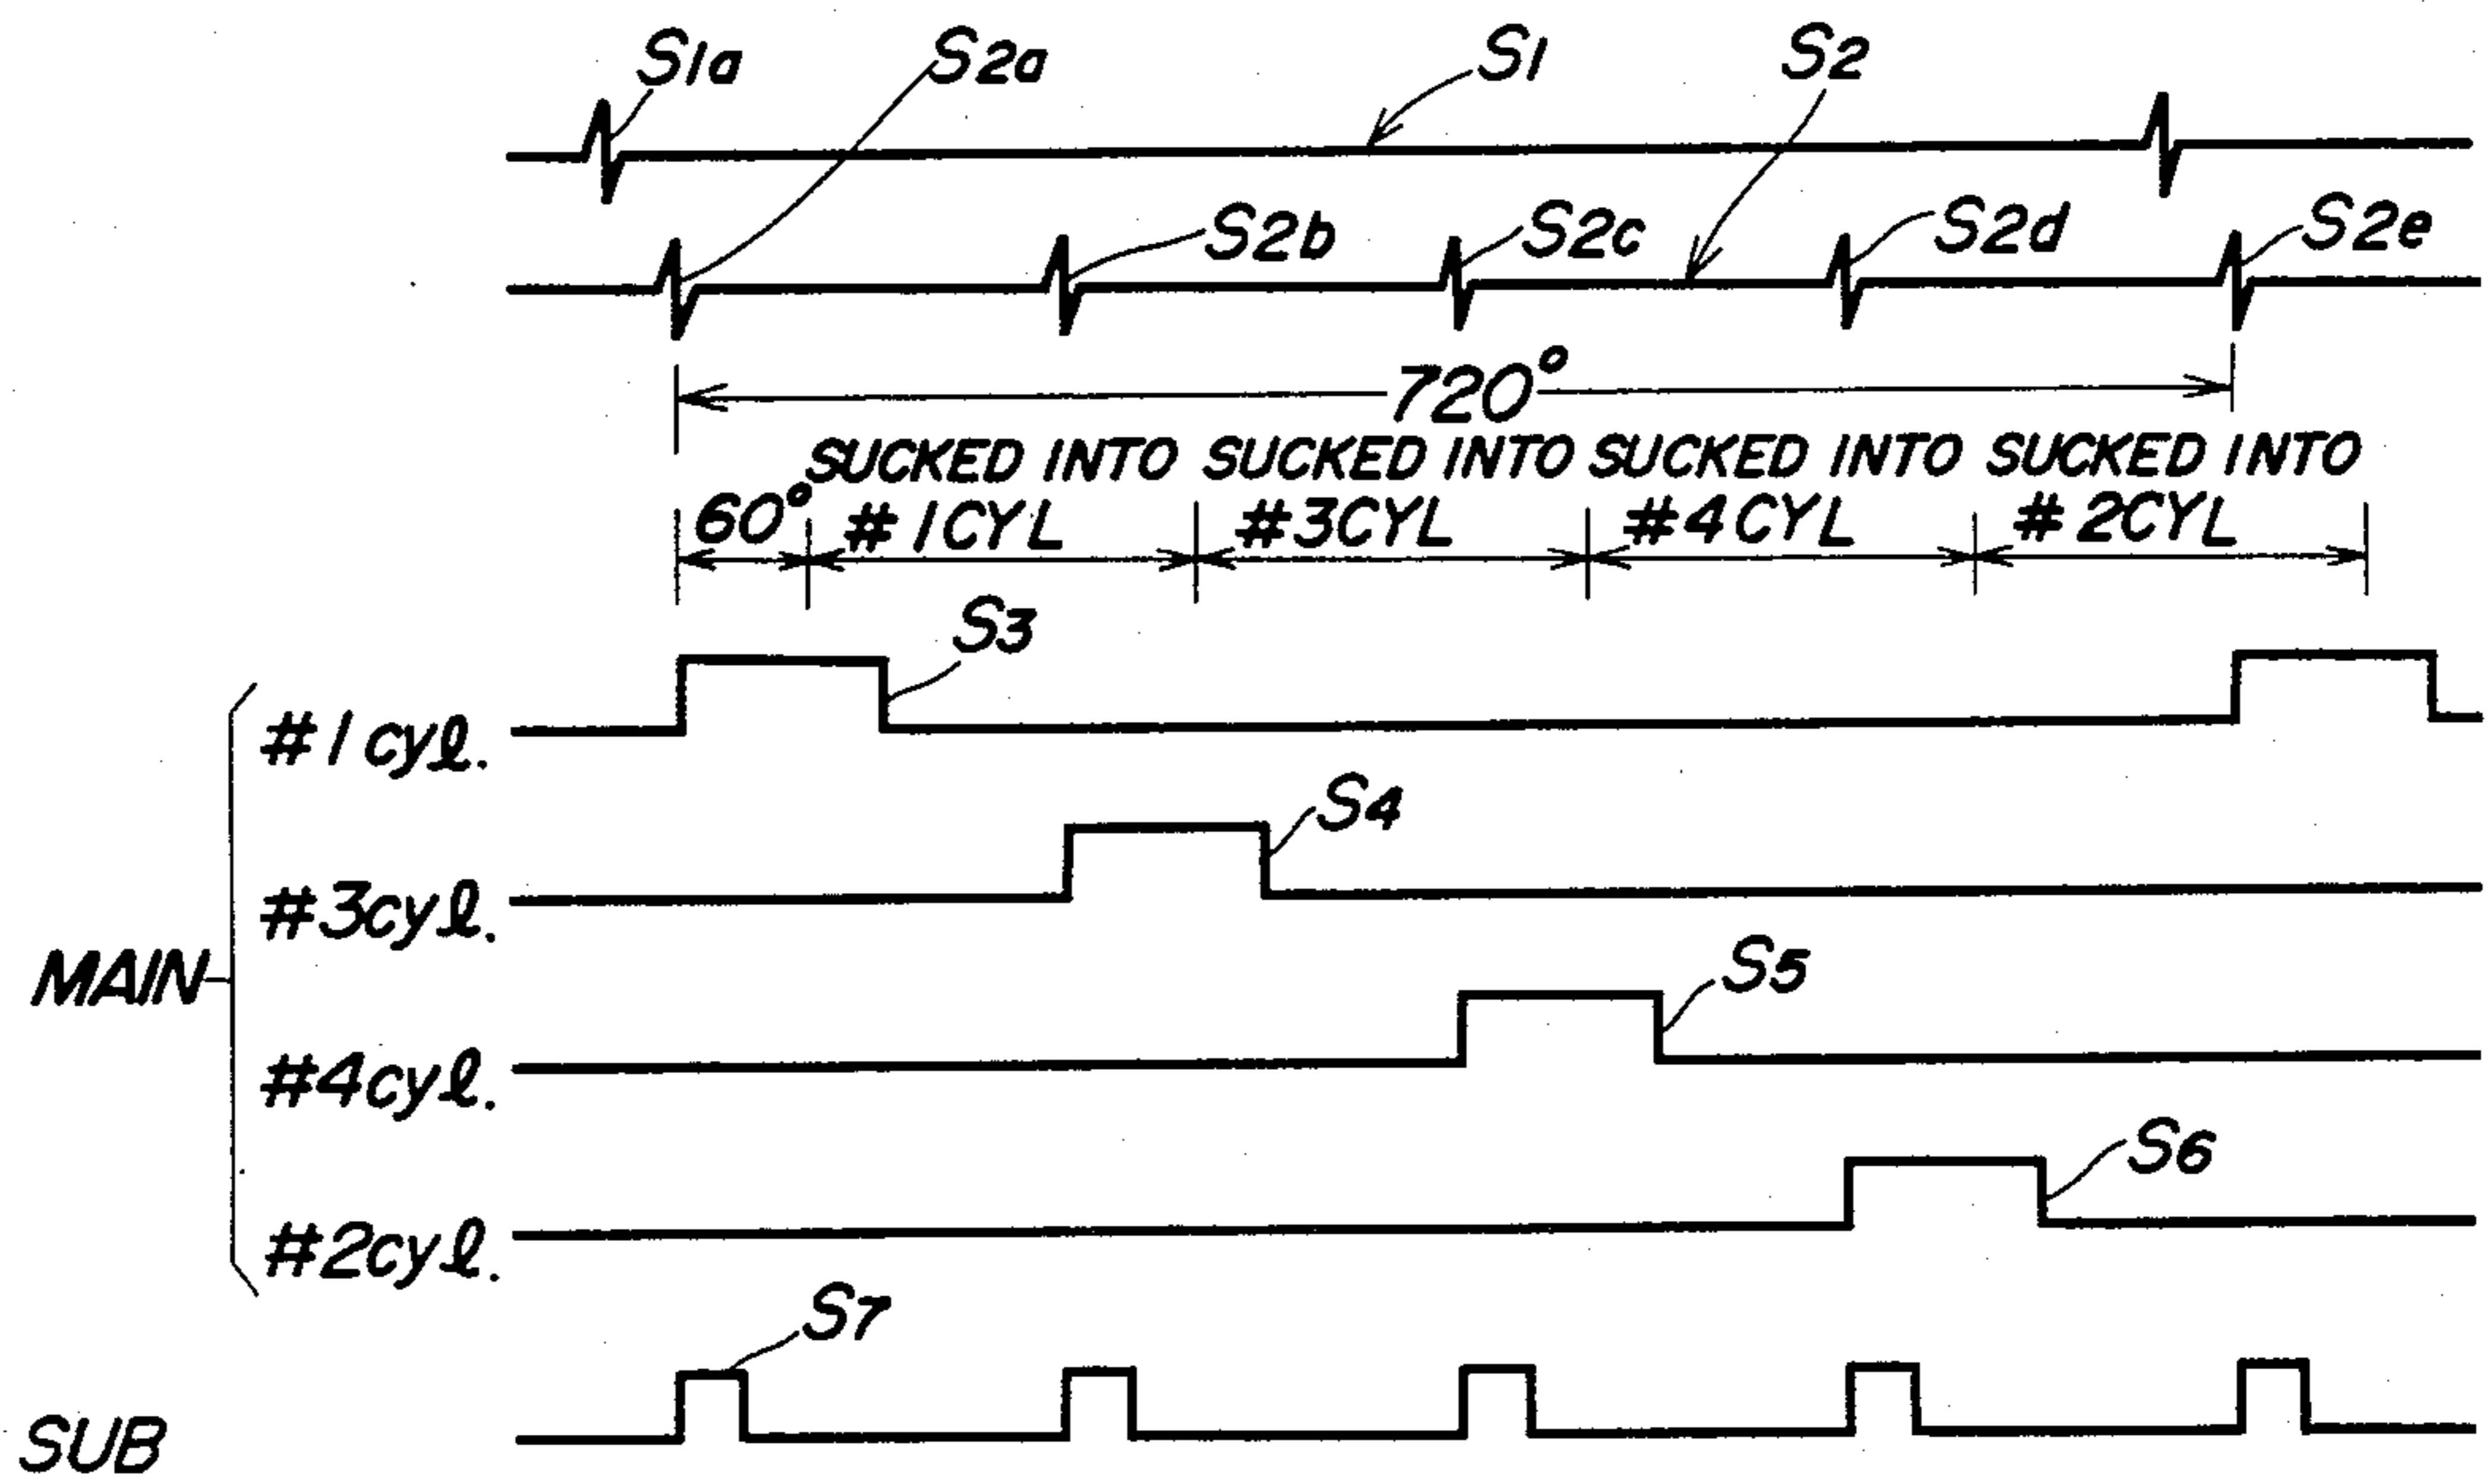 S1a S2a S1 S2
S2b S2c S2d S2e
720°
SUCKED INTO SUCKED INTO SUCKED INTO SUCKED INTO
60° #1CYL #3CYL #4CYL #2CYL
S3
#1cyl.
S4
#3cyl.
S5
MAIN
#4cyl.
S6
#2cyl.
S7
SUB